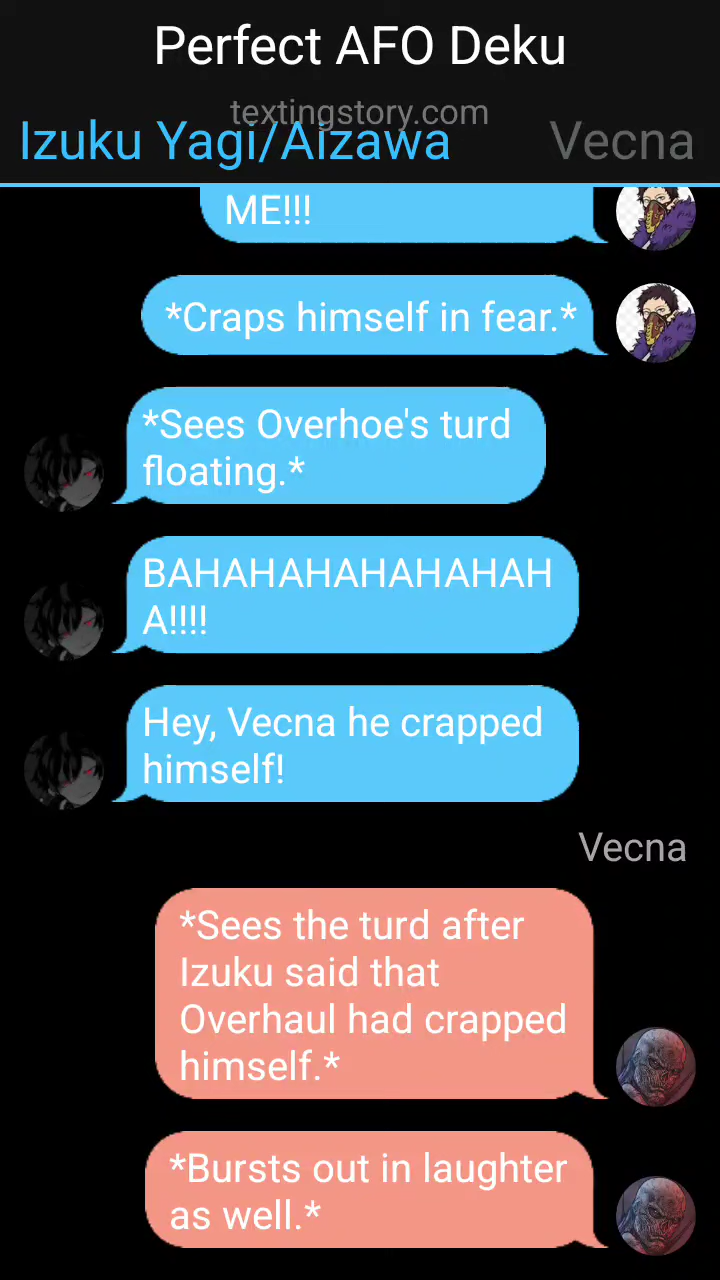 Perfect AFO Deku
textingstory.com
Izuku Yagi/Aizawa
Vecna
ME!!!
*Craps himself in fear.*
*Sees Overhoe's turd
floating.*
BAHAHAHAHAHAHAH
A!!!!
Hey, Vecna he crapped
himself!
Vecna
*Sees the turd after
Izuku said that
Overhaul had crapped
himself.*
*Bursts out in laughter
as well.*